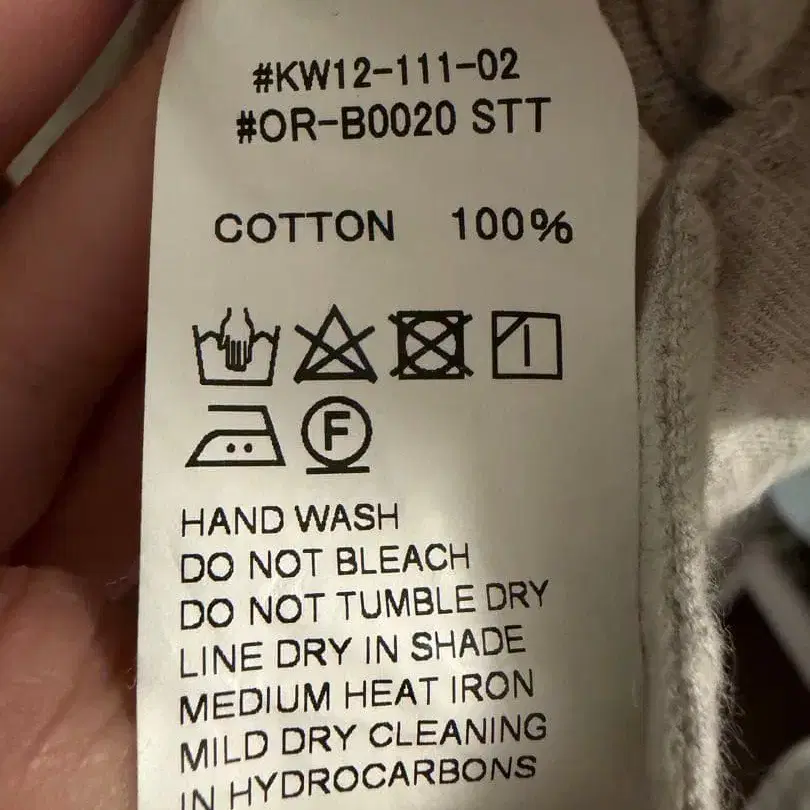 #KW12-111-02
#OR-B0020 STT
COTTON 100%
F
HAND WASH
DO NOT BLEACH
DO NOT TUMBLE DRY
LINE DRY IN SHADE
MEDIUM HEAT IRON
MILD DRY CLEANING
IN HYDROCARBONS